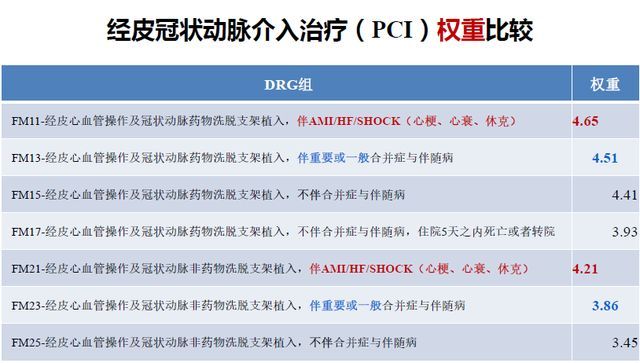 经皮冠状动脉介入治疗（PCI）权重比较
DRG组 权重
FM11-经皮心血管操作及冠状动脉药物洗脱支架植入，伴AMI/HF/SHOCK（心梗、心衰、休克） 4.65
FM13-经皮心血管操作及冠状动脉药物洗脱支架植入，伴重要或一般合并症与伴随病 4.51
FM15-经皮心血管操作及冠状动脉药物洗脱支架植入，不伴合并症与伴随病 4.41
FM17-经皮心血管操作及冠状动脉药物洗脱支架植入，不伴合并症与伴随病，住院5天之内死亡或者转院 3.93
FM21-经皮心血管操作及冠状动脉非药物洗脱支架植入，伴AMI/HF/SHOCK（心梗、心衰、休克） 4.21
FM23-经皮心血管操作及冠状动脉非药物洗脱支架植入，伴重要或一般合并症与伴随病 3.86
FM25-经皮心血管操作及冠状动脉非药物洗脱支架植入，不伴合并症与伴随病 3.45